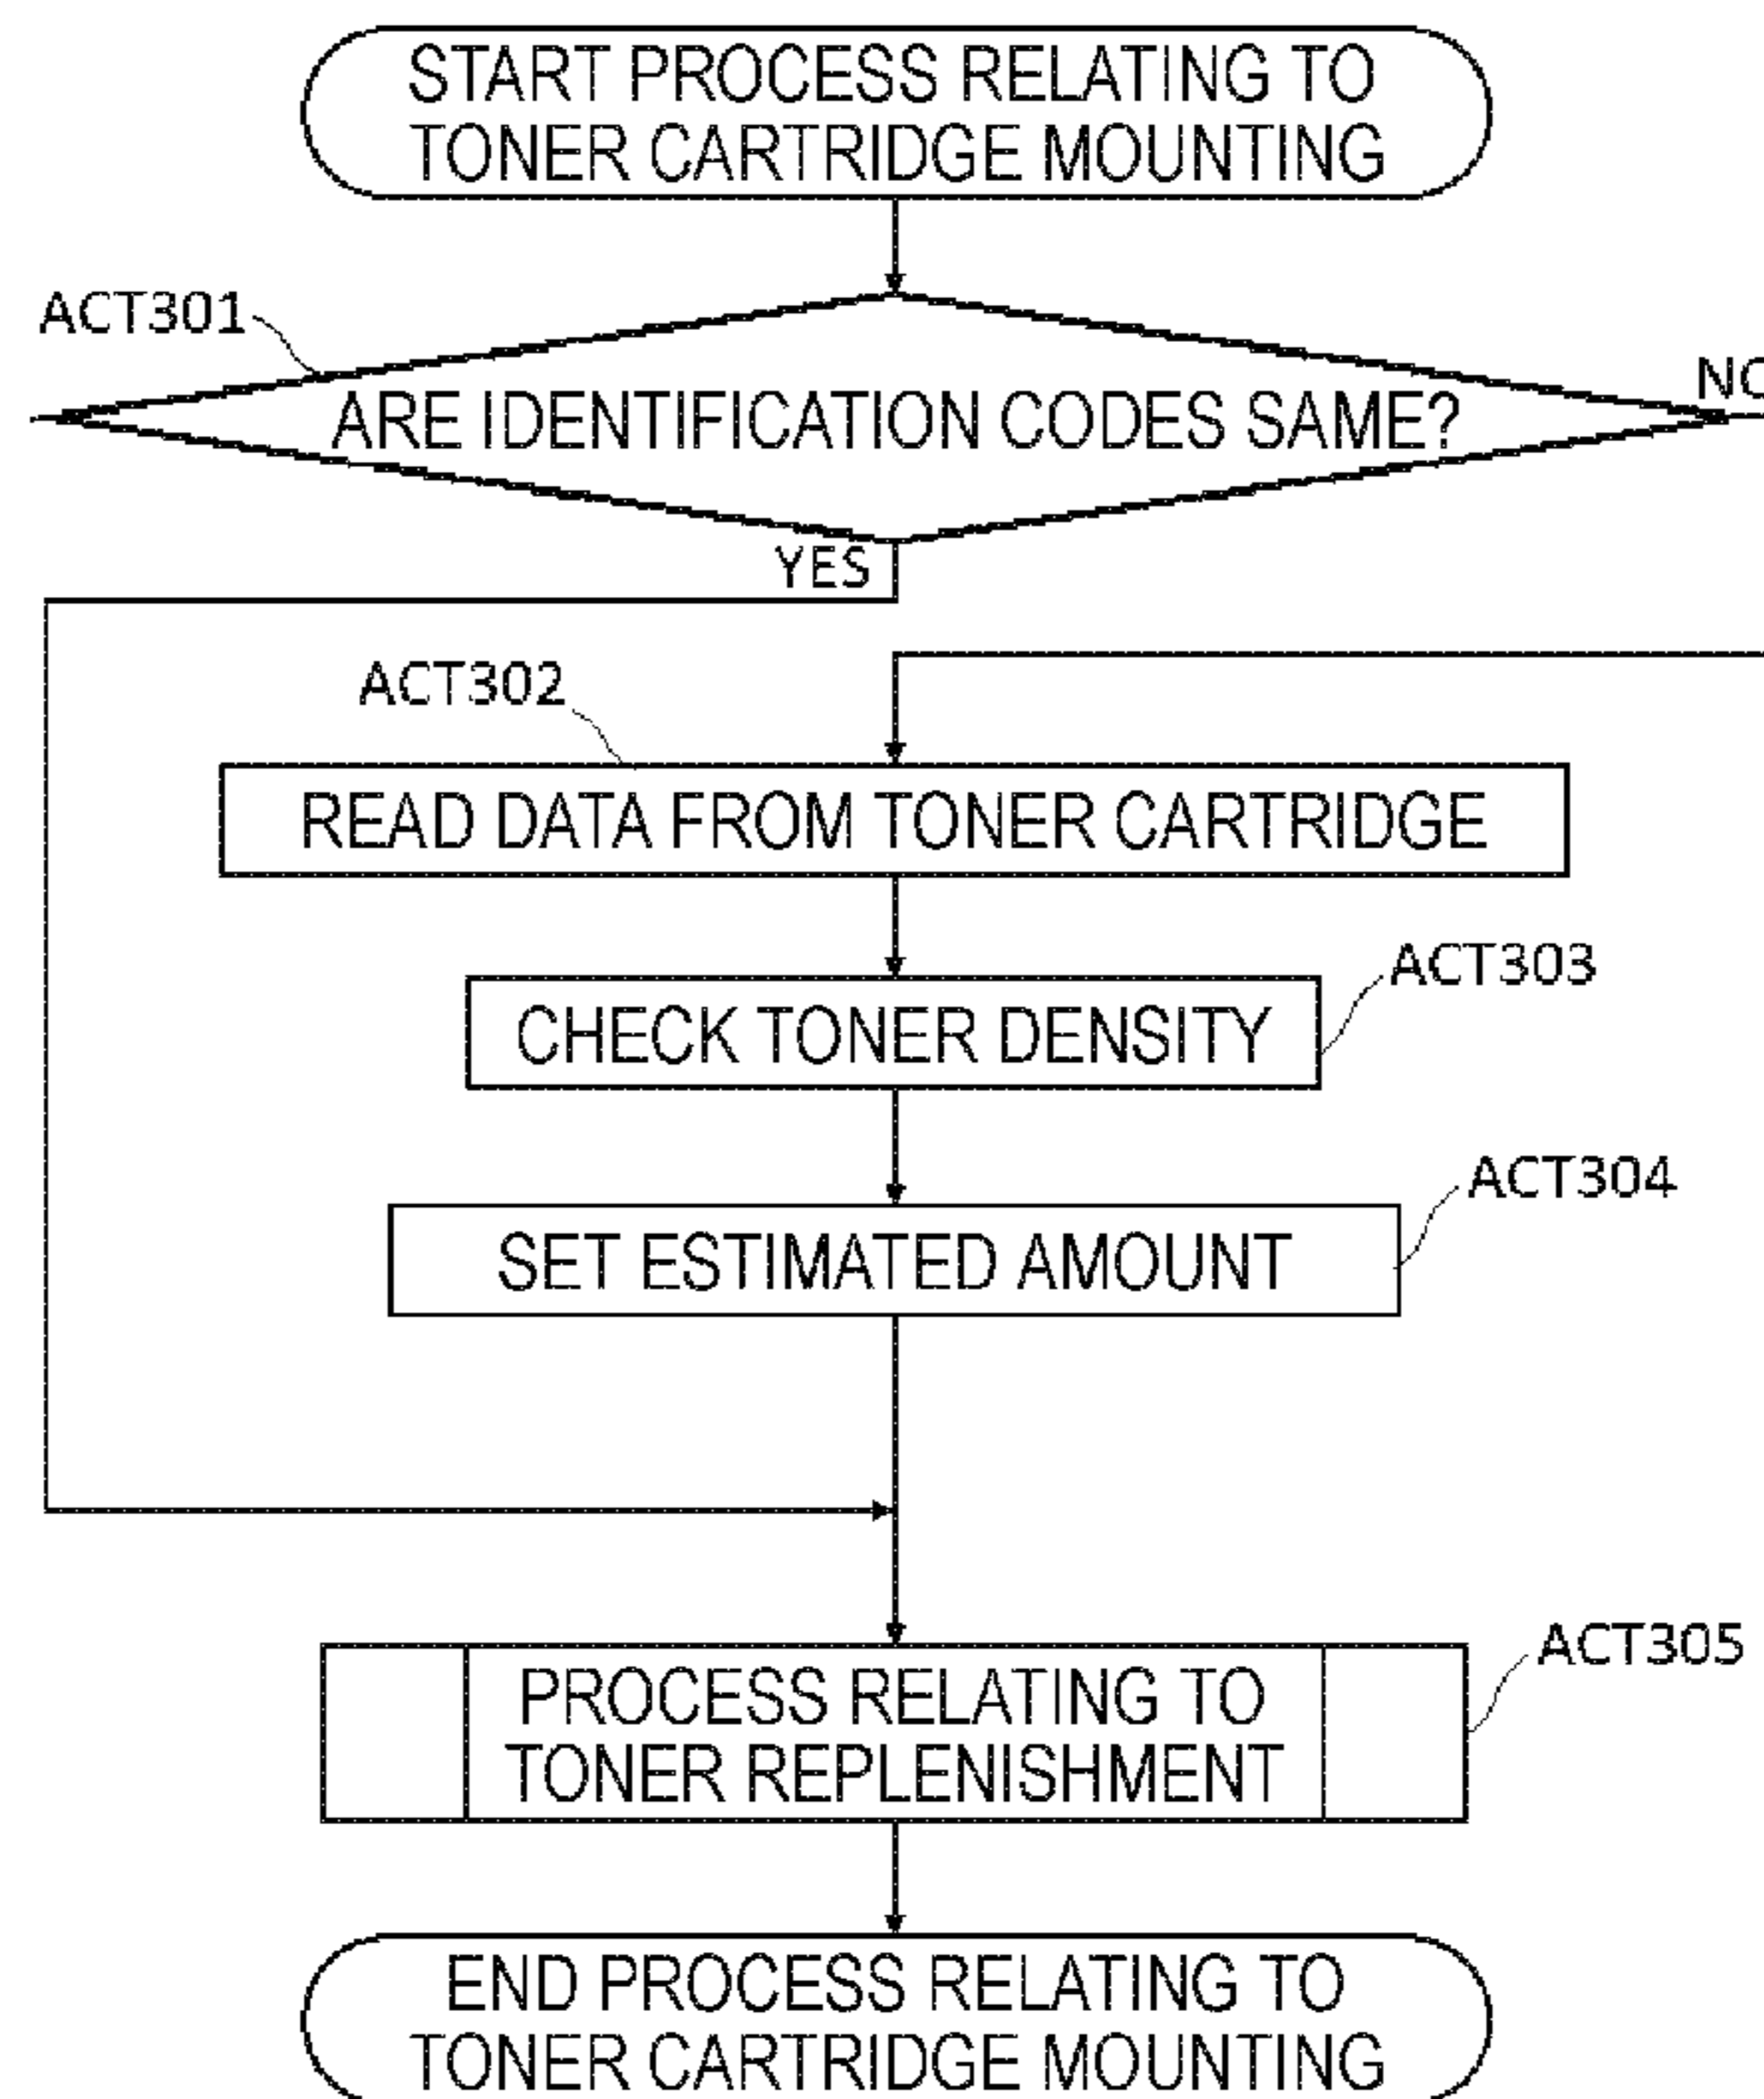 START PROCESS RELATING TO
TONER CARTRIDGE MOUNTING
ACT301
NO
ARE IDENTIFICATION CODES SAME?
YES
ACT302
READ DATA FROM TONER CARTRIDGE
ACT303
CHECK TONER DENSITY
ACT304
SET ESTIMATED AMOUNT
ACT305
PROCESS RELATING TO
TONER REPLENISHMENT
END PROCESS RELATING TO
TONER CARTRIDGE MOUNTING